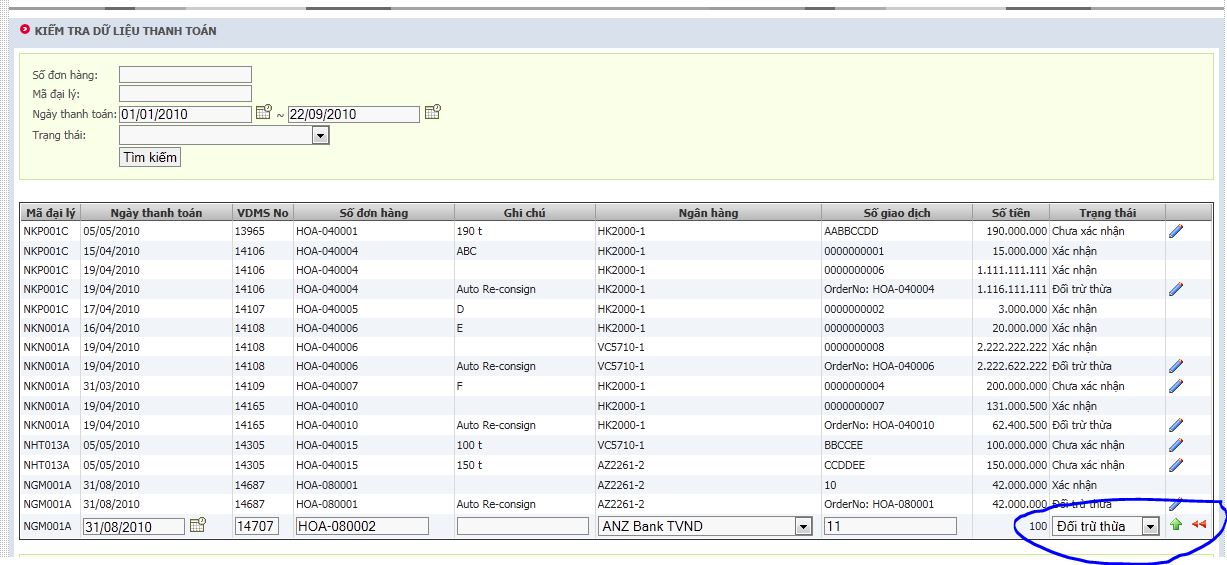 KIỂM TRA DỮ LIỆU THANH TOÁN
Số đơn hàng:
Mã đại lý:
Ngày thanh toán: 01/01/2010 ~ 22/09/2010
Trạng thái:
Tìm kiếm
Mã đại lý Ngày thanh toán VDMS No Số đơn hàng Ghi chú Ngân hàng Số giao dịch Số tiền Trạng thái
NKP001C 05/05/2010 13965 HOA-040001 190 t HK2000-1 AABBCCDD 190.000.000 Chưa xác nhận
NKP001C 15/04/2010 14106 HOA-040004 ABC HK2000-1 0000000001 15.000.000 Xác nhận
NKP001C 19/04/2010 14106 HOA-040004 HK2000-1 0000000006 1.111.111.111 Xác nhận
NKP001C 19/04/2010 14106 HOA-040004 Auto Re-consign HK2000-1 OrderNo: HOA-040004 1.116.111.111 Đối trừ thừa
NKP001C 17/04/2010 14107 HOA-040005 D HK2000-1 0000000002 3.000.000 Xác nhận
NKN001A 16/04/2010 14108 HOA-040006 E HK2000-1 0000000003 20.000.000 Xác nhận
NKN001A 19/04/2010 14108 HOA-040006 VC5710-1 0000000008 2.222.222.222 Xác nhận
NKN001A 19/04/2010 14108 HOA-040006 Auto Re-consign VC5710-1 OrderNo: HOA-040006 2.222.622.222 Đối trừ thừa
NKN001A 31/03/2010 14109 HOA-040007 F HK2000-1 0000000004 200.000.000 Chưa xác nhận
NKN001A 19/04/2010 14165 HOA-040010 HK2000-1 0000000007 131.000.500 Xác nhận
NKN001A 19/04/2010 14165 HOA-040010 Auto Re-consign HK2000-1 OrderNo: HOA-040010 62.400.500 Đối trừ thừa
NHT013A 05/05/2010 14305 HOA-040015 100 t VC5710-1 BBCCEE 100.000.000 Chưa xác nhận
NHT013A 05/05/2010 14305 HOA-040015 150 t AZ2261-2 CCDDEE 150.000.000 Chưa xác nhận
NGM001A 31/08/2010 14687 HOA-080001 AZ2261-2 10 42.000.000 Xác nhận
NGM001A 31/08/2010 14687 HOA-080001 Auto Re-consign AZ2261-2 OrderNo: HOA-080001 42.000.000 Đối trừ thừa
NGM001A 31/08/2010 14707 HOA-080002 ANZ Bank TVND 11 100 Đối trừ thừa